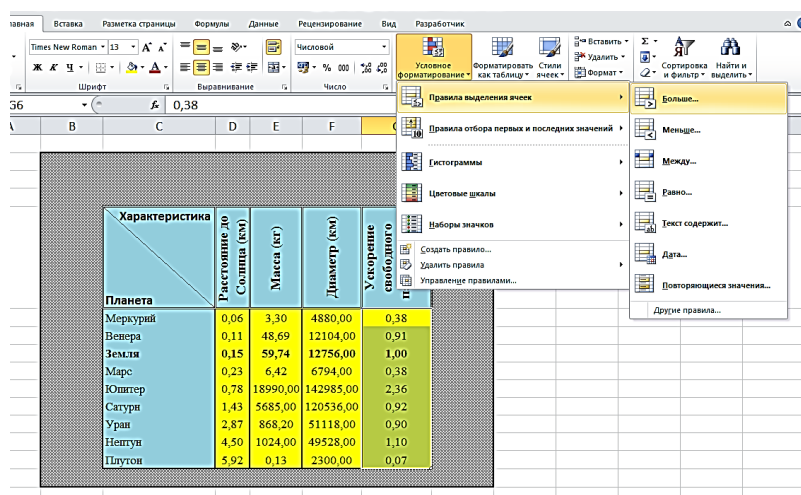 авная Вставка Разметка страницы Формулы Данные Рецензирование Вид Разработчик
Times New Roman 13 A A Числовой
Ж К Ч А % 000
Шрифт Выравнивание Число
Условное форматирование
Форматировать как таблицу
Стили ячеек
Вставить
Удалить
Формат
Σ
Сортировка и фильтр
Найти и выделить
G6 fx 0,38
B C D E F
Правила выделения ячеек
Правила отбора первых и последних значений
Гистограммы
Цветовые шкалы
Наборы значков
Создать правило...
Удалить правила
Управление правилами...
Больше...
Меньше...
Между...
Равно...
Текст содержит...
Дата...
Повторяющиеся значения...
Другие правила...
Характеристика
Планета
Расстояние до Солнца (км)
Масса (кг)
Диаметр (км)
Ускорение свободного
Меркурий 0,06 3,30 4880,00 0,38
Венера 0,11 48,69 12104,00 0,91
Земля 0,15 59,74 12756,00 1,00
Марс 0,23 6,42 6794,00 0,38
Юпитер 0,78 18990,00 142985,00 2,36
Сатурн 1,43 5685,00 120536,00 0,92
Уран 2,87 868,20 51118,00 0,90
Нептун 4,50 1024,00 49528,00 1,10
Плутон 5,92 0,13 2300,00 0,07